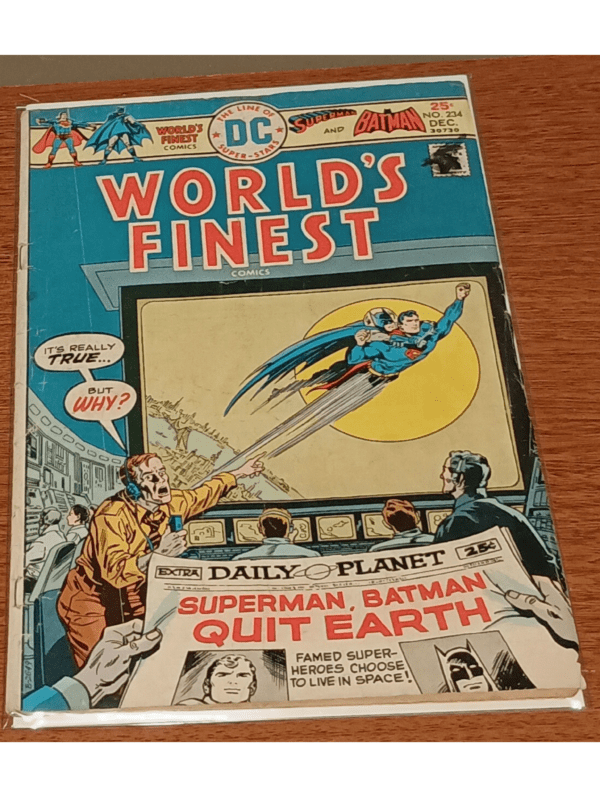 WORLD'S
FINEST
COMICS
THE LINE OF
DC
SUPER-STARS
SUPERMAN
AND
BATMAN
25¢
NO. 234
DEC.
30739
WORLD'S
FINEST
COMICS
IT'S REALLY
TRUE...
BUT
WHY?
EXTRA
DAILY PLANET
25¢
SUPERMAN, BATMAN
QUIT EARTH
FAMED SUPER-
HEROES CHOOSE
TO LIVE IN SPACE!